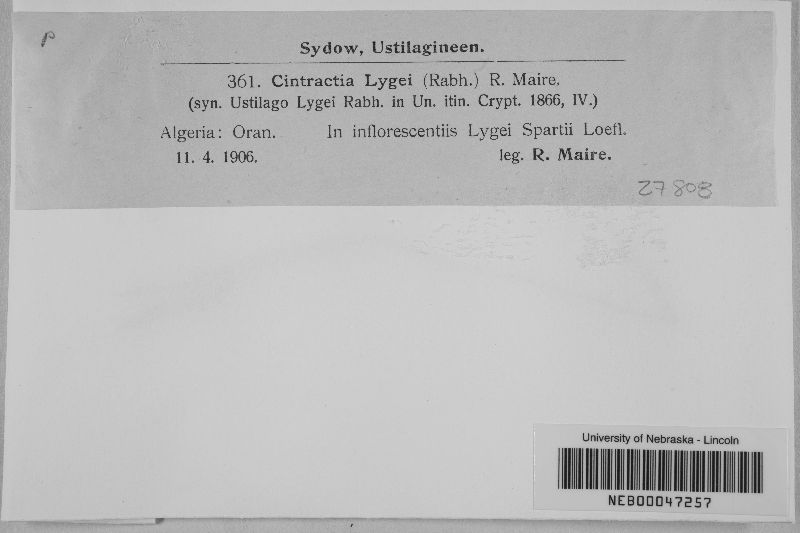 P
Sydow, Ustilagineen.
361. Cintractia Lygei (Rabh.) R. Maire.
(syn. Ustilago Lygei Rabh. in Un. itin. Crypt. 1866, IV.)
Algeria: Oran. In inflorescentiis Lygei Spartii Loefl.
11. 4. 1906. leg. R. Maire.
27808
University of Nebraska - Lincoln
NEB00047257